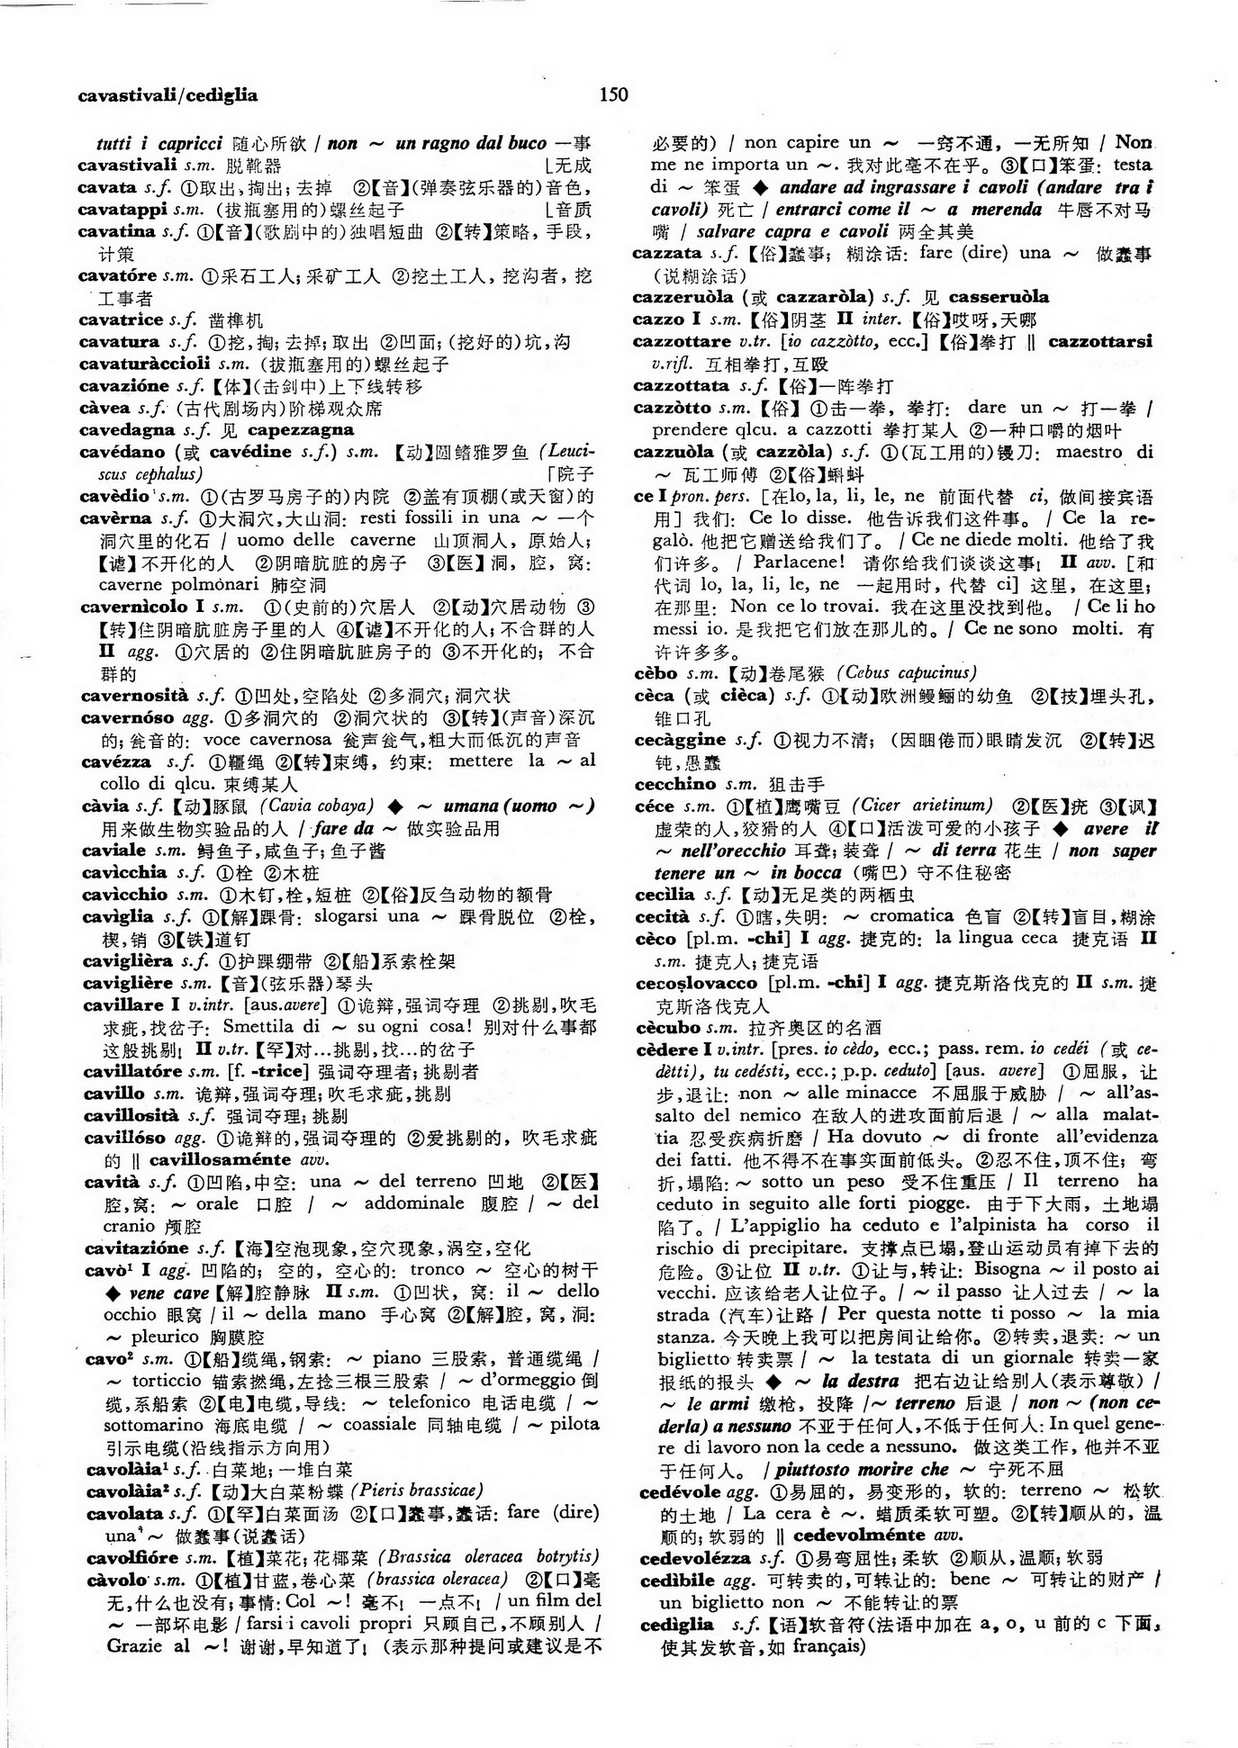 cavastivali/cedìglia
150
tutti i capricci 随心所欲 / non ～ un ragno dal buco 一事
cavastivali s.m. 脱靴器 ⌊无成
cavata s.f. ①取出,掏出;去掉 ②【音】(弹奏弦乐器的)音色,
cavatappi s.m. (拔瓶塞用的)螺丝起子 ⌊音质
cavatina s.f. ①【音】(歌剧中的)独唱短曲 ②【转】策略,手段,
计策
cavatóre s.m. ①采石工人;采矿工人 ②挖土工人,挖沟者,挖
工事者
cavatrice s.f. 凿榫机
cavatura s.f. ①挖,掏;去掉;取出 ②凹面;(挖好的)坑,沟
cavaturàccioli s.m. (拔瓶塞用的)螺丝起子
cavazióne s.f.【体】(击剑中)上下线转移
càvea s.f. (古代剧场内)阶梯观众席
cavedagna s.f. 见 capezzagna
cavédano (或 cavédine s.f.) s.m. 【动】圆鳍雅罗鱼 (Leuci-
scus cephalus) ⌈院子
cavèdio s.m. ①(古罗马房子的)内院 ②盖有顶棚(或天窗)的
cavèrna s.f. ①大洞穴,大山洞: resti fossili in una ～ 一个
洞穴里的化石 / uomo delle caverne 山顶洞人,原始人;
【谑】不开化的人 ②阴暗肮脏的房子 ③【医】洞,腔,窝:
caverne polmónari 肺空洞
cavernìcolo I s.m. ①(史前的)穴居人 ②【动】穴居动物 ③
【转】住阴暗肮脏房子里的人 ④【谑】不开化的人;不合群的人
II agg. ①穴居的 ②住阴暗肮脏房子的 ③不开化的;不合
群的
cavernosità s.f. ①凹处,空陷处 ②多洞穴;洞穴状
cavernóso agg. ①多洞穴的 ②洞穴状的 ③【转】(声音)深沉
的;瓮音的: voce cavernosa 瓮声瓮气,粗大而低沉的声音
cavézza s.f. ①韁绳 ②【转】束缚,约束: mettere la ～ al
collo di qlcu. 束缚某人
càvia s.f.【动】豚鼠 (Cavia cobaya) ◆ ～ umana (uomo ～)
用来做生物实验品的人 / fare da ～ 做实验品用
caviale s.m. 鲟鱼子,咸鱼子;鱼子酱
cavìcchia s.f. ①栓 ②木桩
cavìcchio s.m. ①木钉,栓,短桩 ②【俗】反刍动物的额骨
cavìglia s.f. ①【解】踝骨: slogarsi una ～ 踝骨脱位 ②栓,
楔,销 ③【铁】道钉
caviglièra s.f. ①护踝绷带 ②【船】系索栓架
caviglière s.m.【音】(弦乐器)琴头
cavillare I v.intr. [aus.avere] ①诡辩,强词夺理 ②挑剔,吹毛
求疵,找岔子: Smettila di ～ su ogni cosa! 别对什么事都
这般挑剔! II v.tr.【罕】对…挑剔,找…的岔子
cavillatóre s.m. [f. -trice] 强词夺理者;挑剔者
cavillo s.m. 诡辩,强词夺理;吹毛求疵,挑剔
cavillosità s.f. 强词夺理;挑剔
cavillóso agg. ①诡辩的,强词夺理的 ②爱挑剔的,吹毛求疵
的 ‖ cavillosaménte avv.
cavità s.f. ①凹陷,中空: una ～ del terreno 凹地 ②【医】
腔,窝: ～ orale 口腔 / ～ addominale 腹腔 / ～ del
cranio 颅腔
cavitazióne s.f.【海】空泡现象,空穴现象,涡空,空化
cavò¹ I agg. 凹陷的;空的,空心的: tronco ～ 空心的树干
◆ vene cave【解】腔静脉 II s.m. ①凹状,窝: il ～ dello
occhio 眼窝 / il ～ della mano 手心窝 ②【解】腔,窝,洞:
～ pleurico 胸膜腔
cavo² s.m. ①【船】缆绳,钢索: ～ piano 三股索,普通缆绳 /
～ torticcio 锚索撚绳,左捻三根三股索 / ～ d'ormeggio 倒
缆,系船索 ②【电】电缆,导线: ～ telefonico 电话电缆 / ～
sottomarino 海底电缆 / ～ coassiale 同轴电缆 / ～ pilota
引示电缆(沿线指示方向用)
cavolàia¹ s.f. 白菜地;一堆白菜
cavolàia² s.f.【动】大白菜粉蝶 (Pieris brassicae)
cavolata s.f. ①【罕】白菜面汤 ②【口】蠢事,蠢话: fare (dire)
una ～ 做蠢事(说蠢话)
cavolfióre s.m.【植】菜花;花椰菜 (Brassica oleracea botrytis)
càvolo s.m. ①【植】甘蓝,卷心菜 (brassica oleracea) ②【口】毫
无,什么也没有;事情: Col ～! 毫不! 一点不! / un film del
～ 一部坏电影 / farsi i cavoli propri 只顾自己,不顾别人 /
Grazie al ～! 谢谢,早知道了! (表示那种提问或建议是不
必要的) / non capire un ～ 一窍不通,一无所知 / Non
me ne importa un ～. 我对此毫不在乎。③【口】笨蛋: testa
di ～ 笨蛋 ◆ andare ad ingrassare i cavoli (andare tra i
cavoli) 死亡 / entrarci come il ～ a merenda 牛唇不对马
嘴 / salvare capra e cavoli 两全其美
cazzata s.f.【俗】蠢事;糊涂话: fare (dire) una ～ 做蠢事
(说糊涂话)
cazzeruòla (或 cazzaròla) s.f. 见 casseruòla
cazzo I s.m.【俗】阴茎 II inter.【俗】哎呀,天哪
cazzottare v.tr. [io cazzòtto, ecc.]【俗】拳打 ‖ cazzottarsi
v.rifl. 互相拳打,互殴
cazzottata s.f.【俗】一阵拳打
cazzòtto s.m.【俗】①击一拳,拳打: dare un ～ 打一拳 /
prendere qlcu. a cazzotti 拳打某人 ②一种口嚼的烟叶
cazzuòla (或 cazzòla) s.f. ①(瓦工用的)镘刀: maestro di
～ 瓦工师傅 ②【俗】蝌蚪
ce I pron. pers. [在lo, la, li, le, ne 前面代替 ci, 做间接宾语
用] 我们: Ce lo disse. 他告诉我们这件事。/ Ce la re-
galò. 他把它赠送给我们了。/ Ce ne diede molti. 他给了我
们许多。/ Parlacene! 请你给我们谈谈这事! II avv. [和
代词 lo, la, li, le, ne 一起用时,代替 ci] 这里,在这里;
在那里: Non ce lo trovai. 我在这里没找到他。/ Ce li ho
messi io. 是我把它们放在那儿的。/ Ce ne sono molti. 有
许许多多。
cèbo s.m.【动】卷尾猴 (Cebus capucinus)
cèca (或 cièca) s.f. ①【动】欧洲鳗鲡的幼鱼 ②【技】埋头孔,
锥口孔
cecàggine s.f. ①视力不清;(因睏倦而)眼睛发沉 ②【转】迟
钝,愚蠢
cecchino s.m. 狙击手
céce s.m. ①【植】鹰嘴豆 (Cicer arietinum) ②【医】疣 ③【讽】
虚荣的人,狡猾的人 ④【口】活泼可爱的小孩子 ◆ avere il
～ nell'orecchio 耳聋;装聋 / ～ di terra 花生 / non saper
tenere un ～ in bocca (嘴巴) 守不住秘密
cecìlia s.f.【动】无足类的两栖虫
cecità s.f. ①瞎,失明: ～ cromatica 色盲 ②【转】盲目,糊涂
cèco [pl.m. -chi] I agg. 捷克的: la lingua ceca 捷克语 II
s.m. 捷克人;捷克语
cecoṣlovacco [pl.m. -chi] I agg. 捷克斯洛伐克的 II s.m. 捷
克斯洛伐克人
cècubo s.m. 拉齐奥区的名酒
cèdere I v.intr. [pres. io cèdo, ecc.; pass. rem. io cedéi (或 ce-
dètti), tu cedésti, ecc.; p.p. ceduto] [aus. avere] ①屈服,让
步,退让: non ～ alle minacce 不屈服于威胁 / ～ all'as-
salto del nemico 在敌人的进攻面前后退 / ～ alla malat-
tia 忍受疾病折磨 / Ha dovuto ～ di fronte all'evidenza
dei fatti. 他不得不在事实面前低头。②忍不住,顶不住;弯
折,塌陷: ～ sotto un peso 受不住重压 / Il terreno ha
ceduto in seguito alle forti piogge. 由于下大雨,土地塌
陷了。/ L'appiglio ha ceduto e l'alpinista ha corso il
rischio di precipitare. 支撑点已塌,登山运动员有掉下去的
危险。③让位 II v.tr. ①让与,转让: Bisogna ～ il posto ai
vecchi. 应该给老人让位子。/ ～ il passo 让人过去 / ～ la
strada (汽车)让路 / Per questa notte ti posso ～ la mia
stanza. 今天晚上我可以把房间让给你。②转卖,退卖: ～ un
biglietto 转卖票 / ～ la testata di un giornale 转卖一家
报纸的报头 ◆ ～ la destra 把右边让给别人(表示尊敬) /
～ le armi 缴枪,投降 / ～ terreno 后退 / non ～ (non ce-
derla) a nessuno 不亚于任何人,不低于任何人: In quel gene-
re di lavoro non la cede a nessuno. 做这类工作,他并不亚
于任何人。 / piuttosto morire che ～ 宁死不屈
cedévole agg. ①易屈的,易变形的,软的: terreno ～ 松软
的土地 / La cera è ～. 蜡质柔软可塑。②【转】顺从的,温
顺的;软弱的 ‖ cedevolménte avv.
cedevolézza s.f. ①易弯屈性;柔软 ②顺从,温顺;软弱
cedìbile agg. 可转卖的,可转让的: bene ～ 可转让的财产 /
un biglietto non ～ 不能转让的票
cedìglia s.f.【语】软音符(法语中加在 a, o, u 前的 c 下面,
使其发软音,如 français)